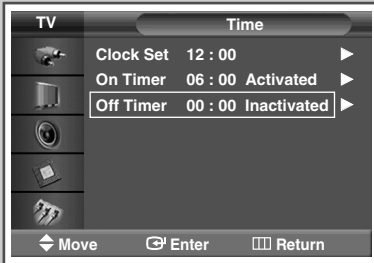 TV
Time
Clock Set 12 : 00
On Timer 06 : 00 Activated
Off Timer 00 : 00 Inactivated
Move Enter Return